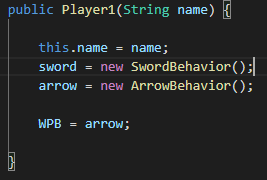 public Player1(String name) {
this.name = name;
sword = new SwordBehavior();
arrow = new ArrowBehavior();
WPB = arrow;
}